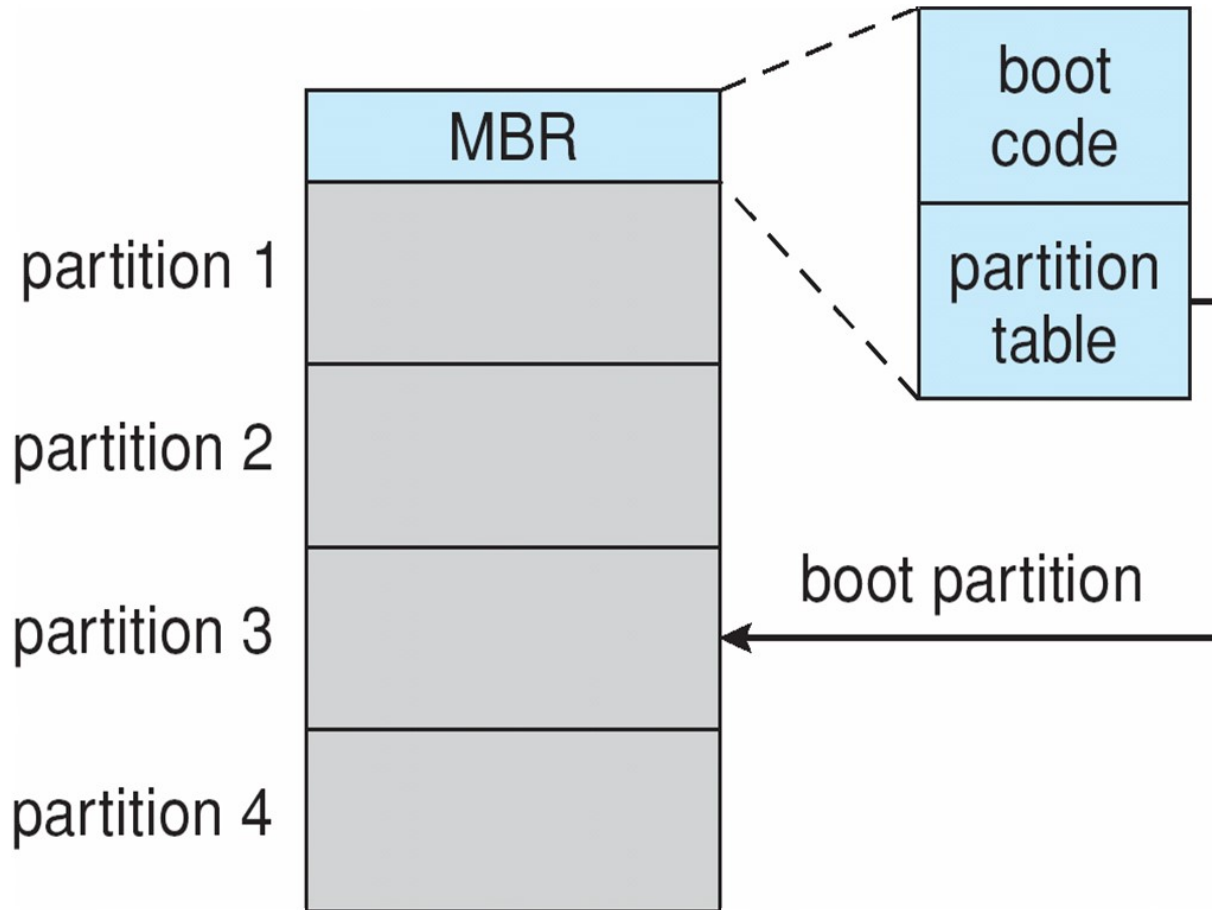 boot
code
MBR
partition
table
partition 1
partition 2
boot partition
partition 3
partition 4